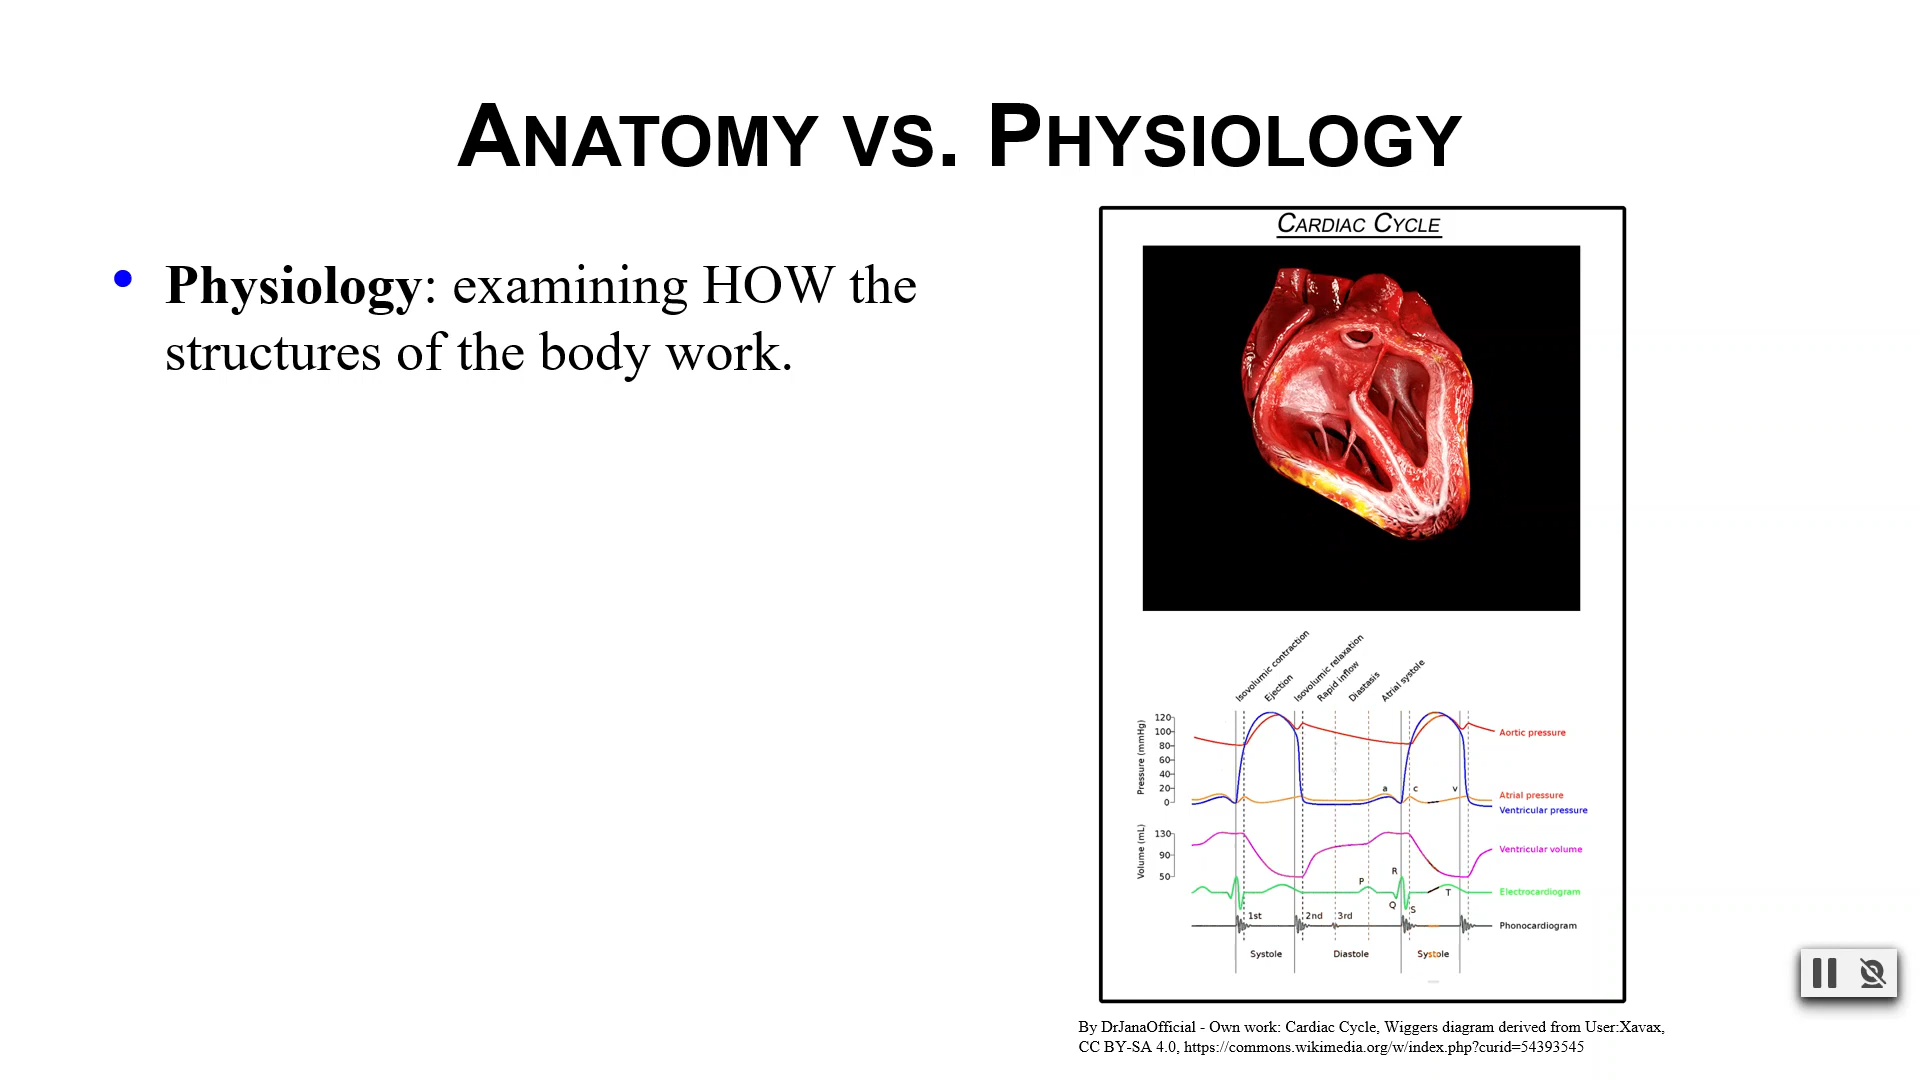 ANATOMY VS. PHYSIOLOGY
• Physiology: examining HOW the
structures of the body work.
CARDIAC CYCLE
Isovolumic contraction
Ejection
Isovolumic relaxation
Rapid inflow
Diastasis
Atrial systole
Pressure (mmHg)
120
100
80
60
40
20
0
a
c
v
Aortic pressure
Atrial pressure
Ventricular pressure
Volume (mL)
130
90
50
Ventricular volume
R
P
Q
S
T
Electrocardiogram
1st
2nd
3rd
Phonocardiogram
Systole
Diastole
Systole
By DrJanaOfficial - Own work: Cardiac Cycle, Wiggers diagram derived from User:Xavax,
CC BY-SA 4.0, https://commons.wikimedia.org/w/index.php?curid=54393545